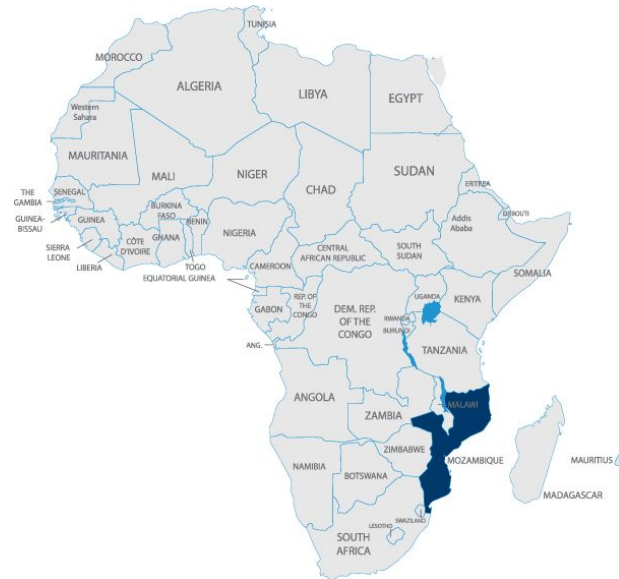 TUNISIA
MOROCCO
ALGERIA
LIBYA
EGYPT
Western
Sahara
MAURITANIA
MALI
NIGER
CHAD
SUDAN
ERITREA
THE
GAMBIA
SENEGAL
GUINEA-
BISSAU
GUINEA
BURKINA
FASO
BENIN
NIGERIA
DJIBOUTI
Addis
Ababa
SIERRA
LEONE
LIBERIA
CÔTE
D'IVOIRE
GHANA
TOGO
EQUATORIAL GUINEA
CAMEROON
CENTRAL
AFRICAN REPUBLIC
SOUTH
SUDAN
SOMALIA
GABON
REP. OF
THE
CONGO
DEM. REP.
OF THE
CONGO
UGANDA
KENYA
RWANDA
BURUNDI
ANG.
TANZANIA
ANGOLA
ZAMBIA
MALAWI
ZIMBABWE
MOZAMBIQUE
MAURITIUS
MADAGASCAR
NAMIBIA
BOTSWANA
SWAZILAND
LESOTHO
SOUTH
AFRICA